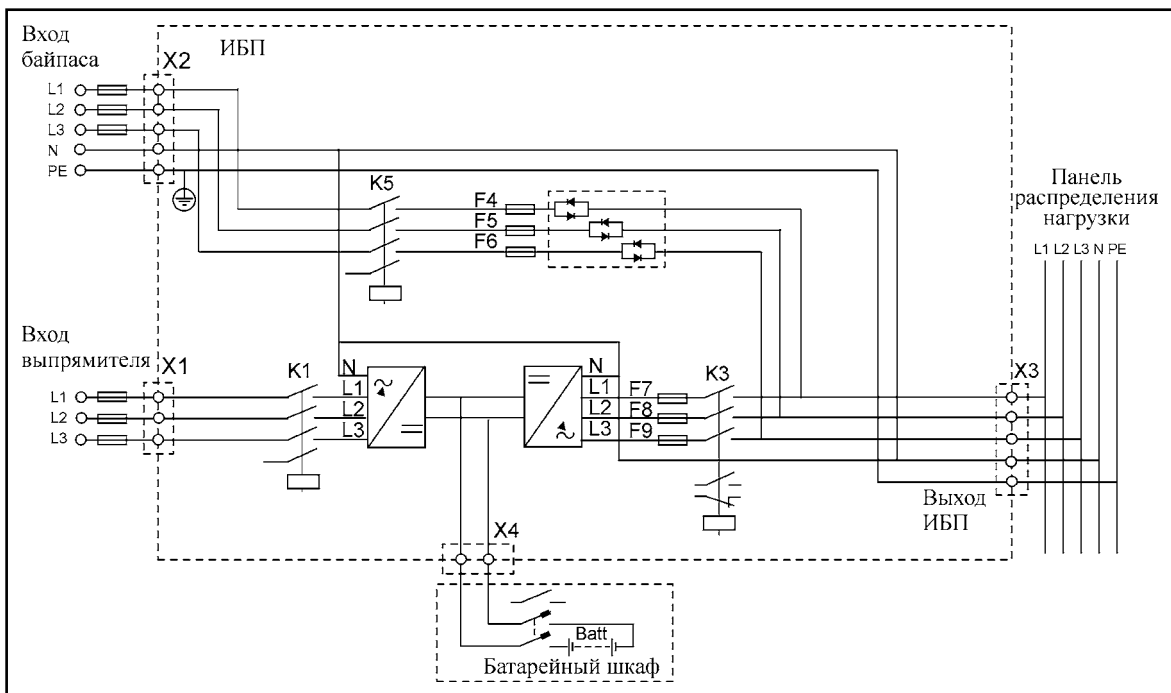 Вход
байпаса
ИБП
X2
L1
L2
L3
N
PE
K5
F4
F5
F6
Панель
распределения
нагрузки
L1 L2 L3 N PE
Вход
выпрямителя
X1
L1
L2
L3
K1
N
L1
L2
L3
N
L1
L2
L3
F7
F8
F9
K3
X3
Выход
ИБП
X4
Batt
Батарейный шкаф